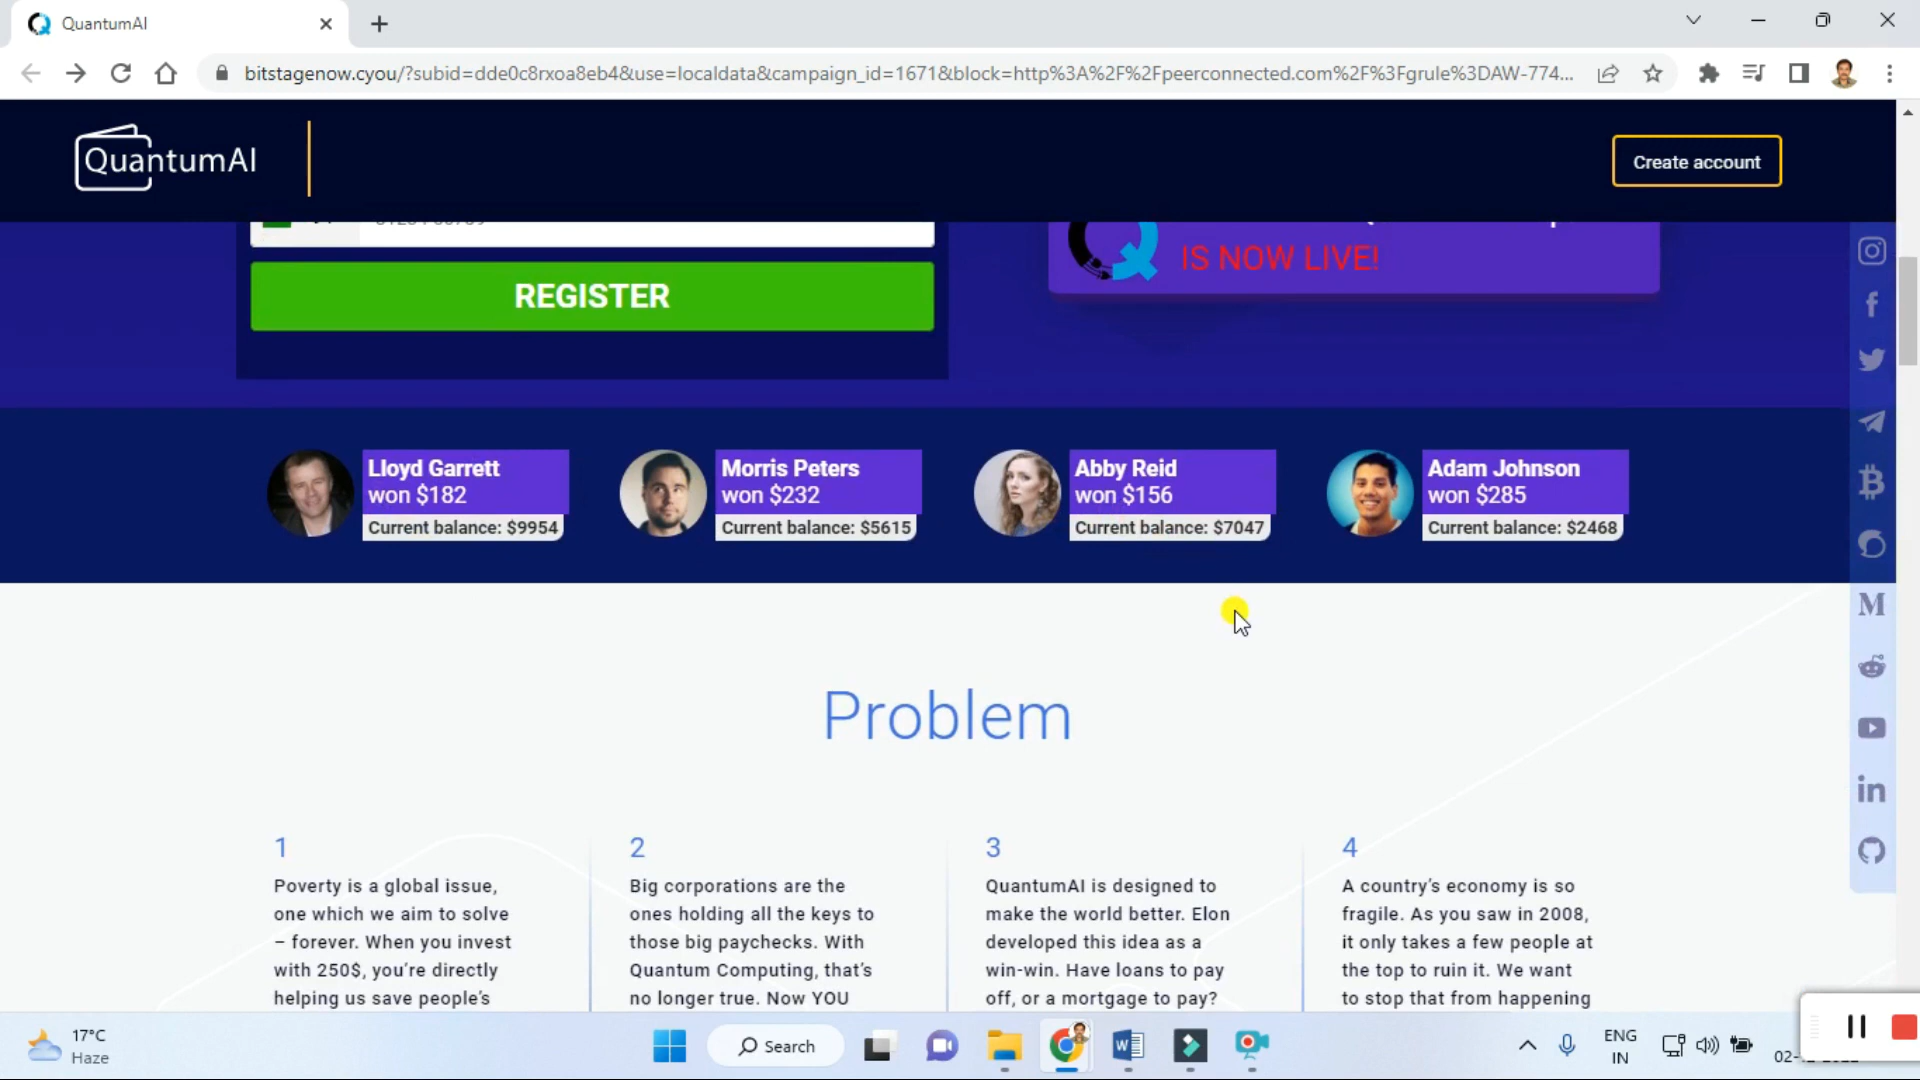 QuantumAI
bitstagenow.cyou/?subid=dde0c8rxoa8eb4&use=localdata&campaign_id=1671&block=http%3A%2F%2Fpeerconnected.com%2F%3Fgrule%3DAW-774...
QuantumAI
Create account
IS NOW LIVE!
REGISTER
Lloyd Garrett
won $182
Current balance: $9954
Morris Peters
won $232
Current balance: $5615
Abby Reid
won $156
Current balance: $7047
Adam Johnson
won $285
Current balance: $2468
Problem
1
Poverty is a global issue,
one which we aim to solve
– forever. When you invest
with 250$, you’re directly
helping us save people’s
2
Big corporations are the
ones holding all the keys to
those big paychecks. With
Quantum Computing, that’s
no longer true. Now YOU
3
QuantumAI is designed to
make the world better. Elon
developed this idea as a
win-win. Have loans to pay
off, or a mortgage to pay?
4
A country’s economy is so
fragile. As you saw in 2008,
it only takes a few people at
the top to ruin it. We want
to stop that from happening
17°C
Haze
Search
ENG
IN